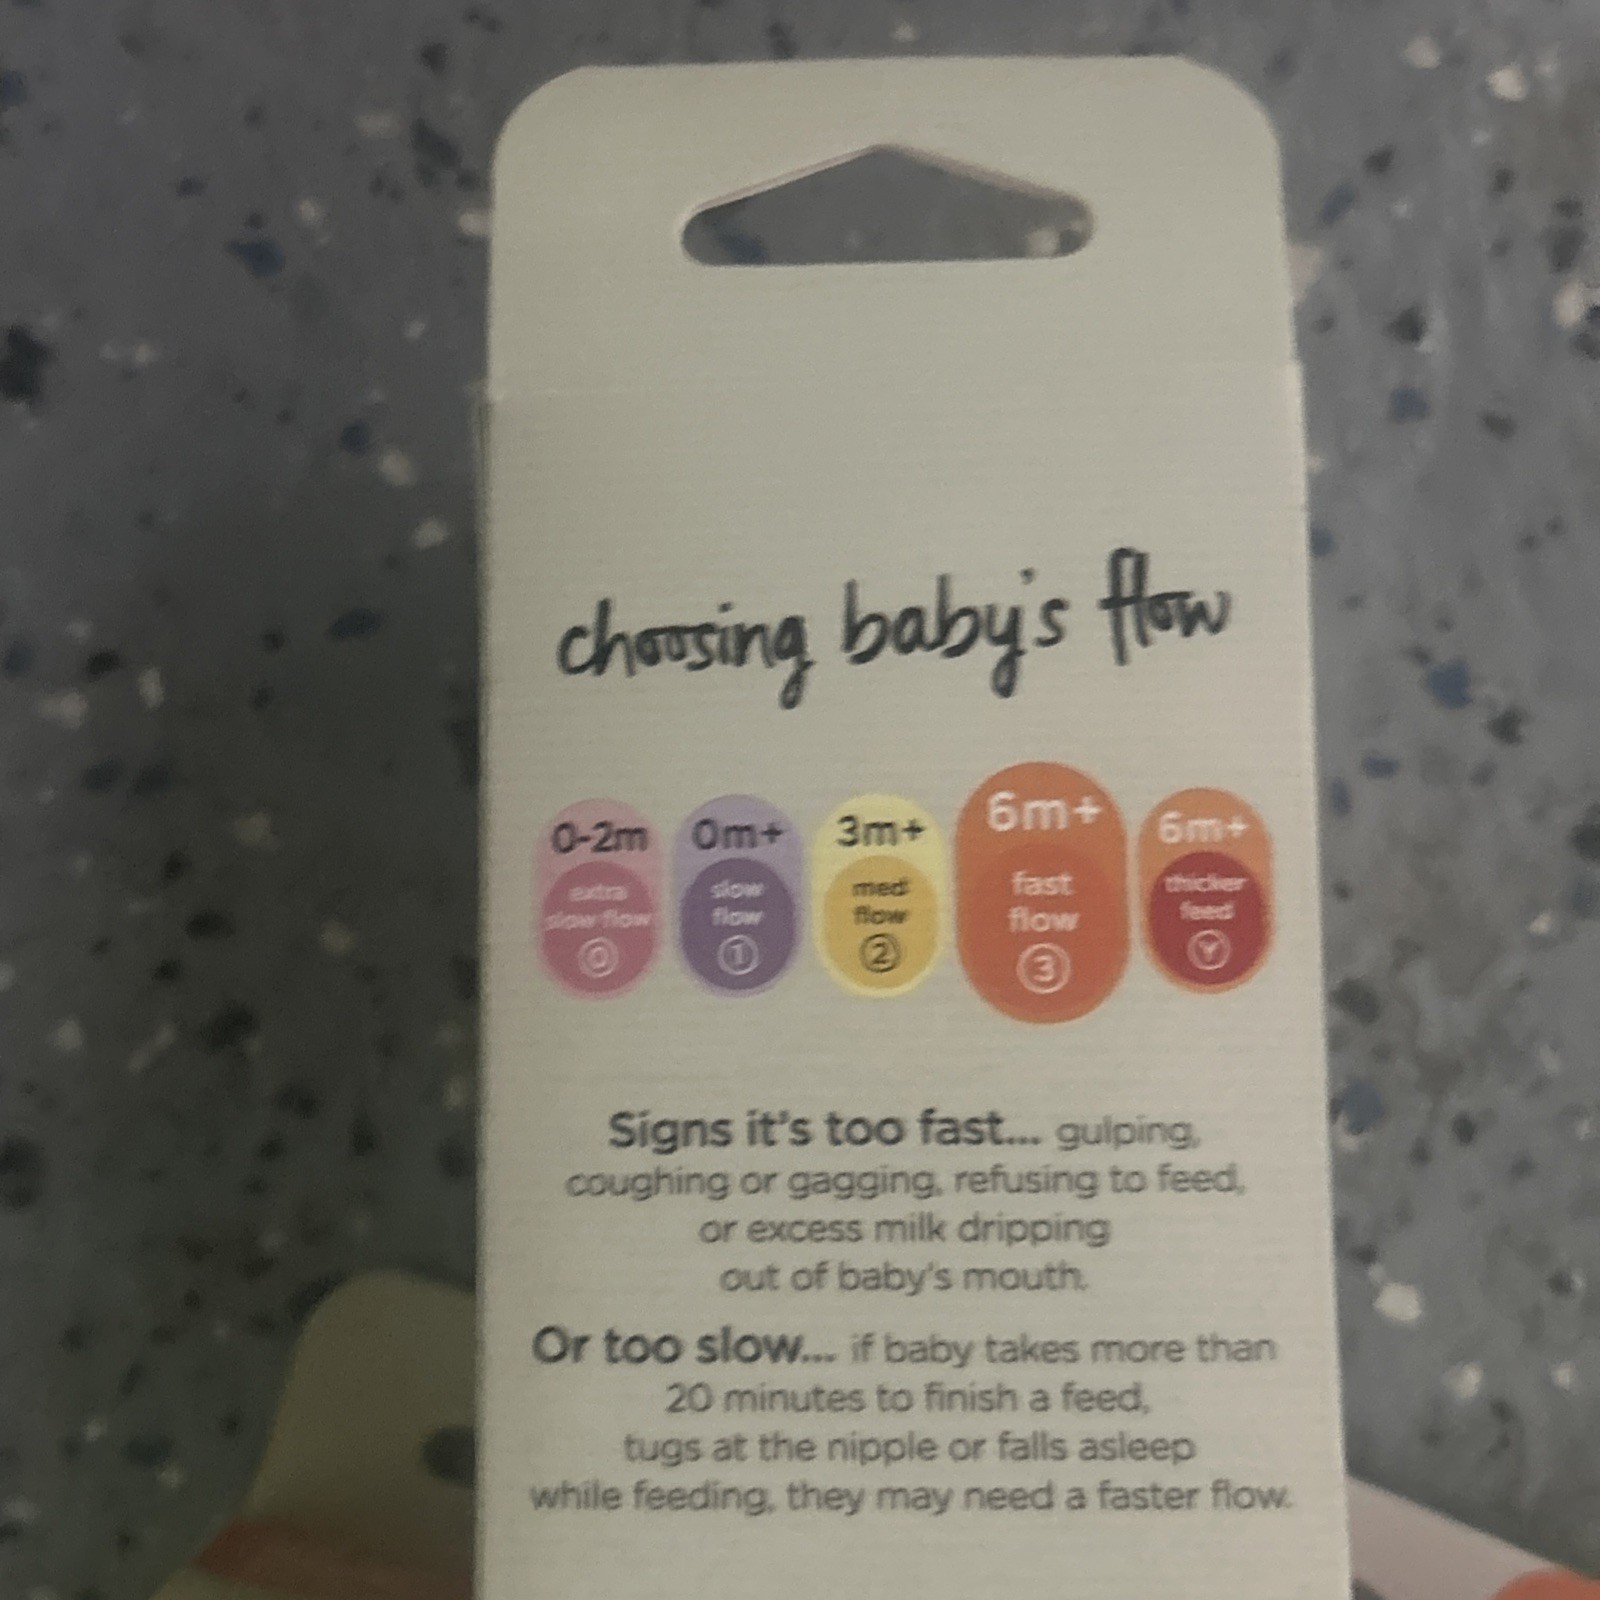 choosing baby's flow
0-2m 0m+ 3m+ 6m+ 6m+
extra slow med fast thicker
slow flow flow flow flow feed
0 1 2 3 Y
Signs it's too fast... gulping,
coughing or gagging, refusing to feed,
or excess milk dripping
out of baby's mouth.
Or too slow... if baby takes more than
20 minutes to finish a feed,
tugs at the nipple or falls asleep
while feeding, they may need a faster flow.